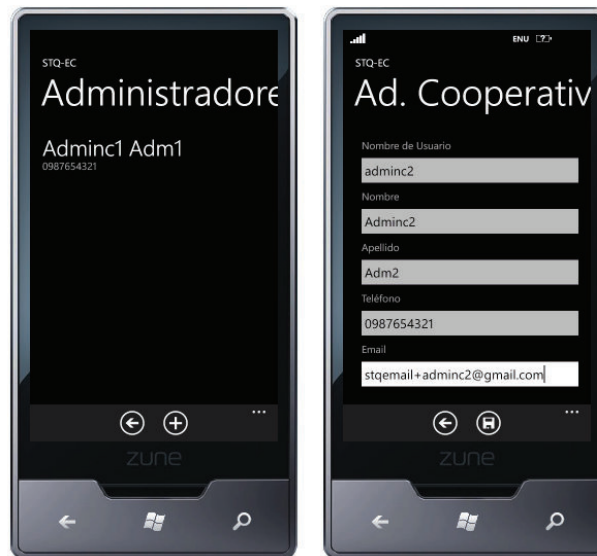 STQ-EC
Administradore
Adminc1 Adm1
0987654321
zune
ENU
STQ-EC
Ad. Cooperativ
Nombre de Usuario
adminc2
Nombre
Adminc2
Apellido
Adm2
Teléfono
0987654321
Email
stqemail+adminc2@gmail.com
zune